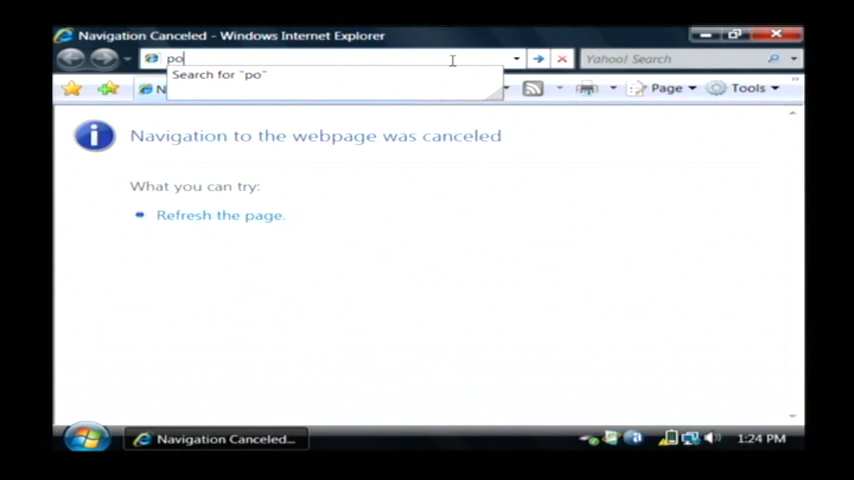 Navigation Canceled - Windows Internet Explorer
po
Yahoo! Search
Search for "po"
N
Page
Tools
Navigation to the webpage was canceled
What you can try:
Refresh the page.
Navigation Canceled...
1:24 PM